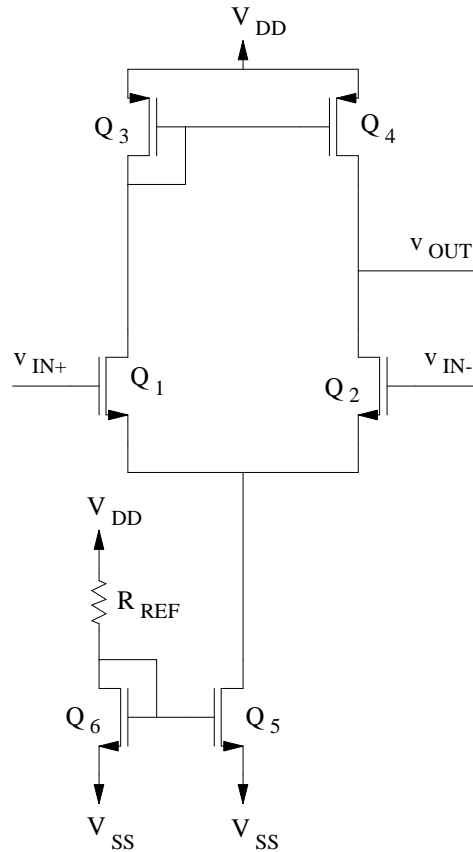 V DD
Q 3
Q 4
v OUT
v IN+
Q 1
Q 2
v IN-
V DD
R REF
Q 6
Q 5
V SS
V SS